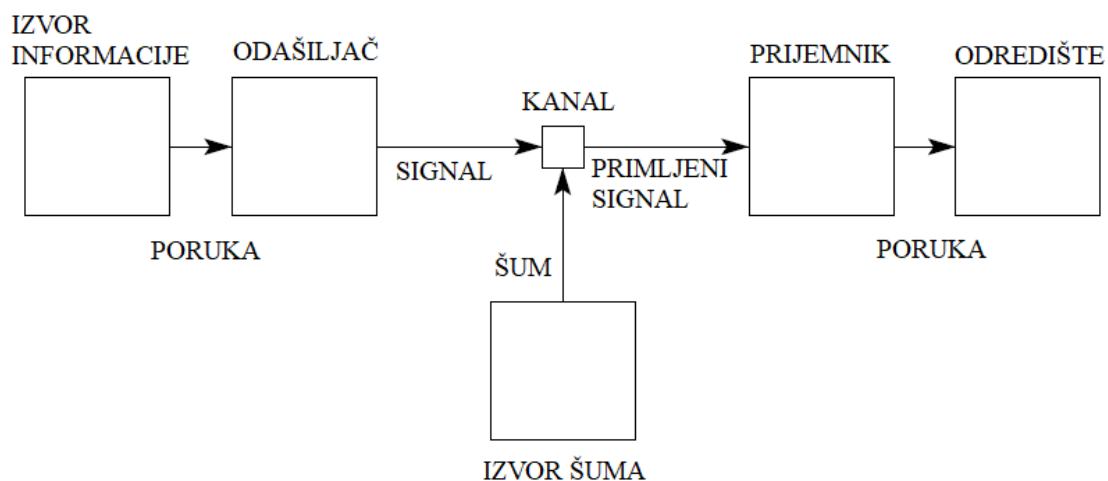 IZVOR
INFORMACIJE
ODAŠILJAČ
KANAL
PRIJEMNIK
ODREDIŠTE
SIGNAL
PRIMLJENI
SIGNAL
PORUKA
PORUKA
ŠUM
IZVOR ŠUMA